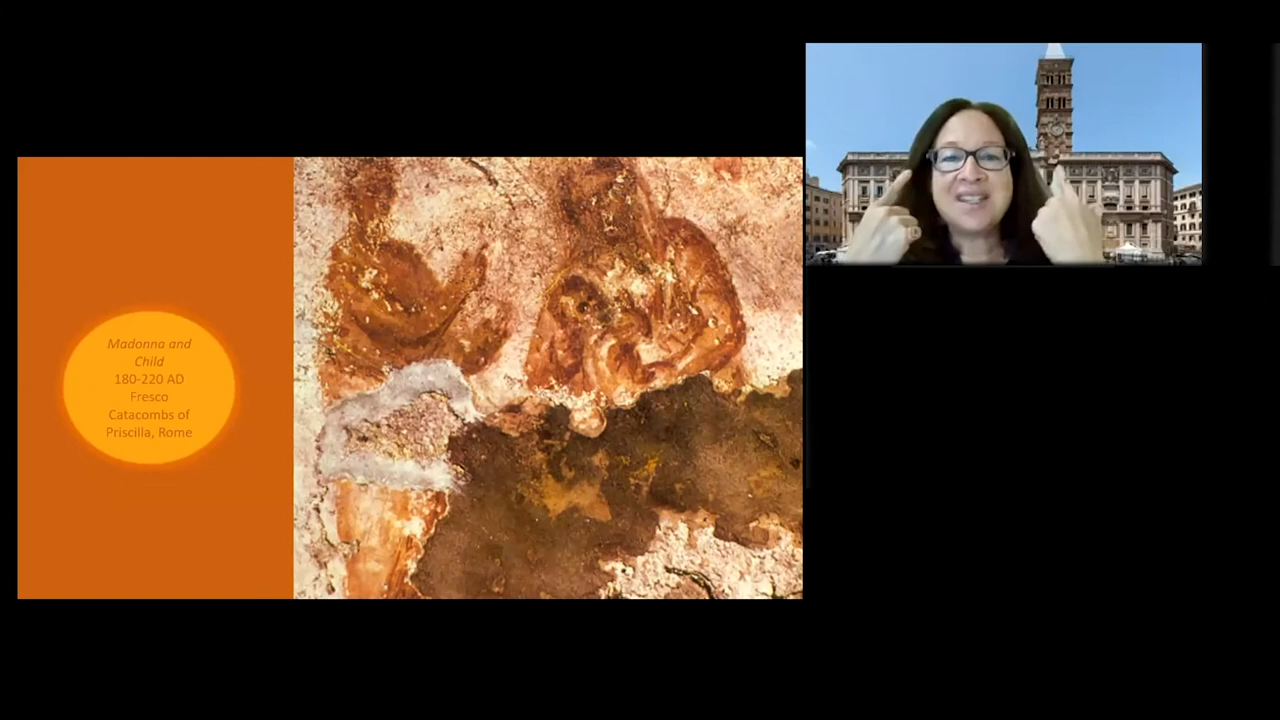 Madonna and
Child
180-220 AD
Fresco
Catacombs of
Priscilla, Rome